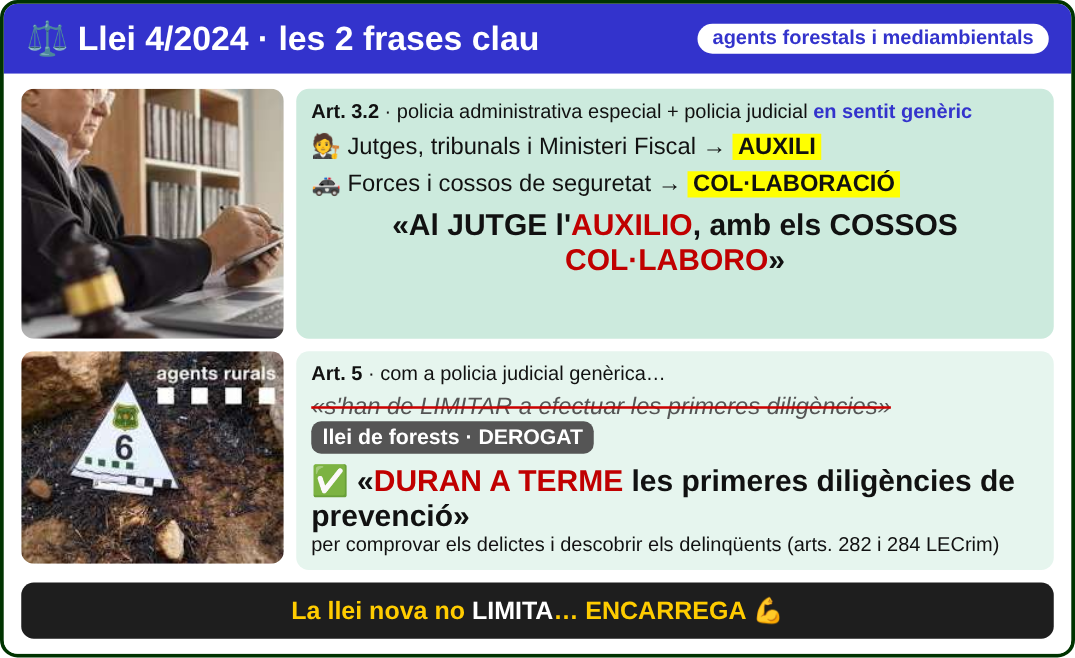 ⚖️ Llei 4/2024 · les 2 frases clau
agents forestals i mediambientals
Art. 3.2 · policia administrativa especial + policia judicial en sentit genèric
🧑‍⚖️ Jutges, tribunals i Ministeri Fiscal → AUXILI
🚓 Forces i cossos de seguretat → COL·LABORACIÓ
«Al JUTGE l'AUXILIO, amb els COSSOS
COL·LABORO»
agents rurals
6
Art. 5 · com a policia judicial genèrica…
«s'han de LIMITAR a efectuar les primeres diligències»
llei de forests · DEROGAT
✅ «DURAN A TERME les primeres diligències de
prevenció»
per comprovar els delictes i descobrir els delinqüents (arts. 282 i 284 LECrim)
La llei nova no LIMITA… ENCARREGA 💪